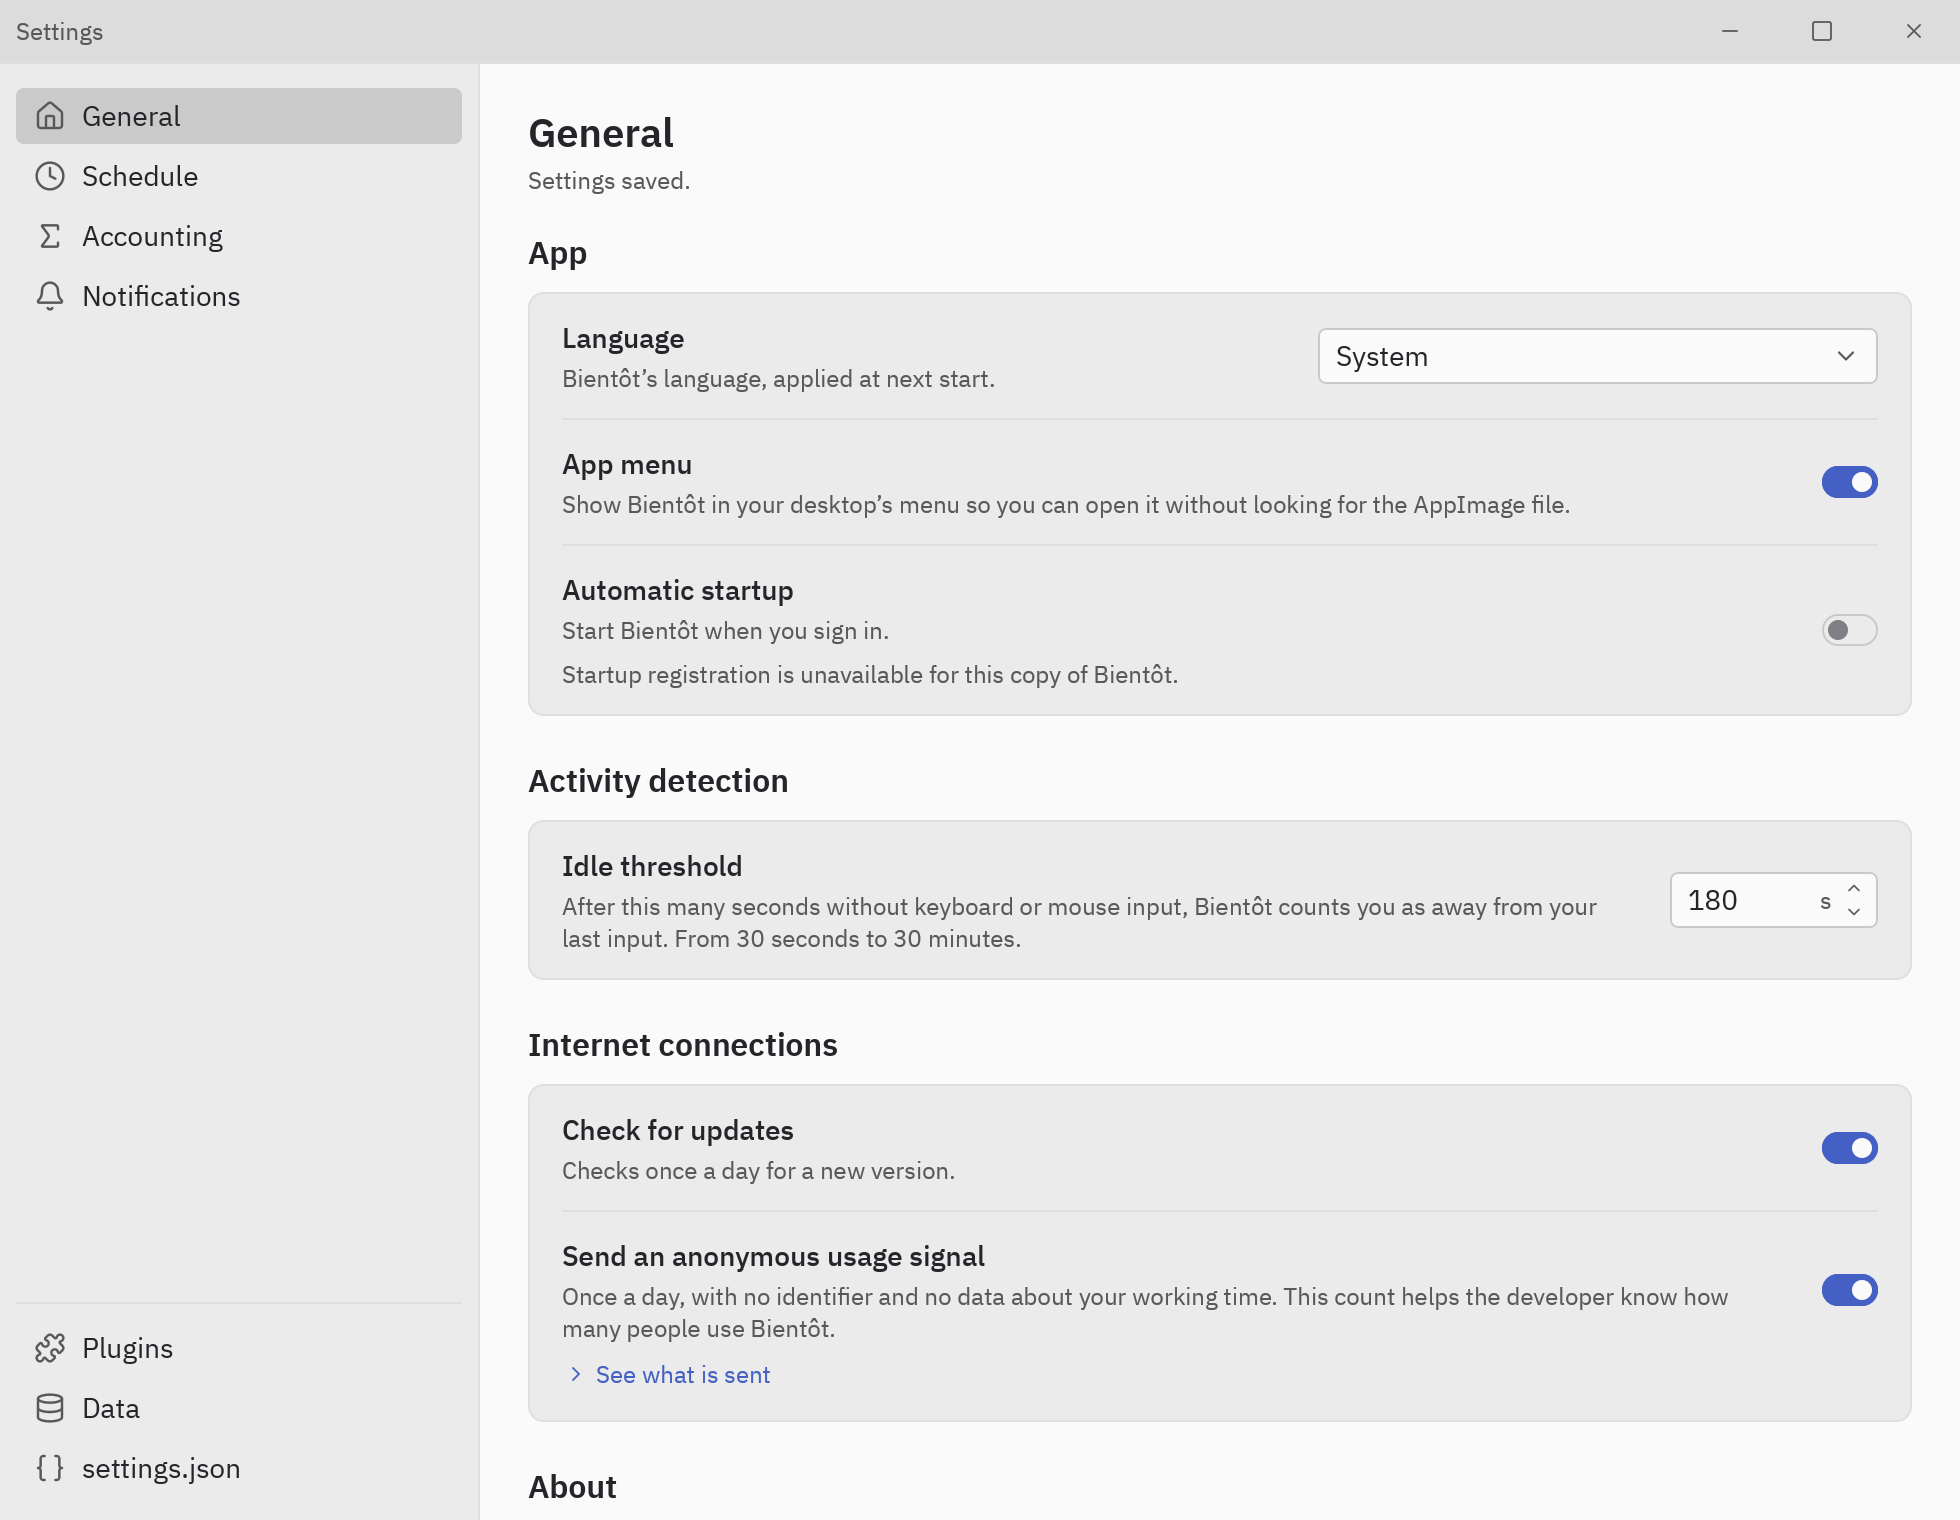 Settings
General
Schedule
Accounting
Notifications
Plugins
Data
settings.json
General
Settings saved.
App
Language
Bientôt’s language, applied at next start.
System
App menu
Show Bientôt in your desktop’s menu so you can open it without looking for the AppImage file.
Automatic startup
Start Bientôt when you sign in.
Startup registration is unavailable for this copy of Bientôt.
Activity detection
Idle threshold
After this many seconds without keyboard or mouse input, Bientôt counts you as away from your
last input. From 30 seconds to 30 minutes.
180 s
Internet connections
Check for updates
Checks once a day for a new version.
Send an anonymous usage signal
Once a day, with no identifier and no data about your working time. This count helps the developer know how
many people use Bientôt.
See what is sent
About